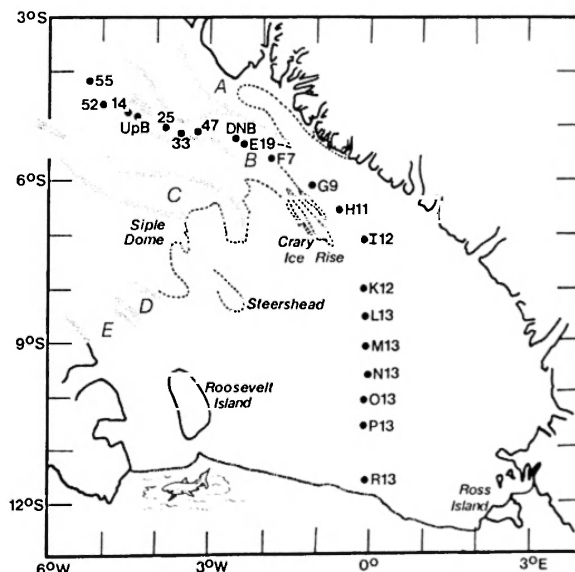 3°S
A
55
52
14
UpB
25
33
47
DNB
E19
B
F7
6°S
G9
C
H11
Siple
Dome
Crary
Ice Rise
I12
D
Steershead
K12
L13
9°S
E
M13
N13
Roosevelt
Island
O13
P13
R13
Ross
Island
12°S
6°W
3°W
0°
3°E